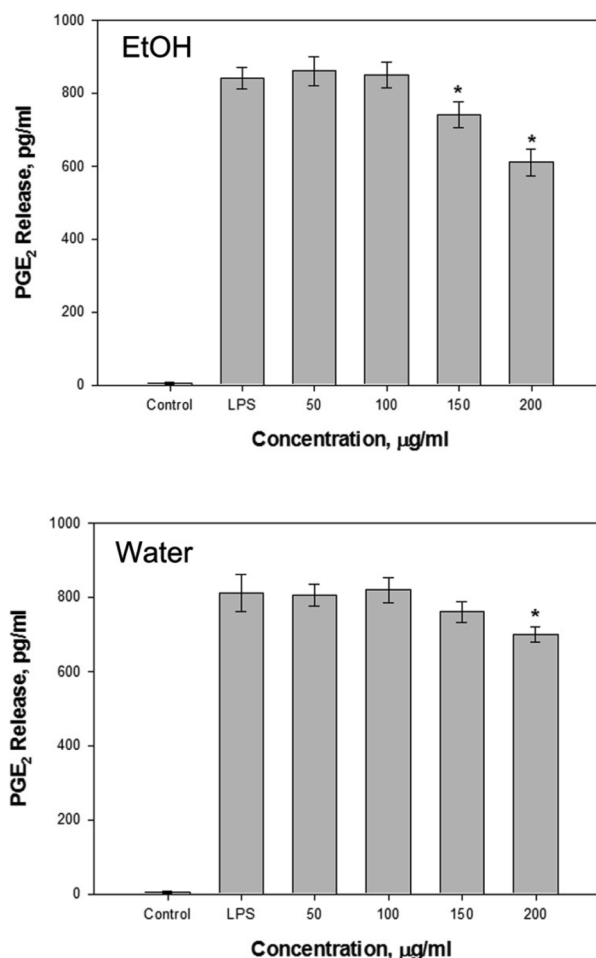 EtOH
1000
800
600
400
200
0
PGE₂ Release, pg/ml
*
*
Control LPS 50 100 150 200
Concentration, μg/ml
Water
1000
800
600
400
200
0
PGE₂ Release, pg/ml
*
Control LPS 50 100 150 200
Concentration, μg/ml